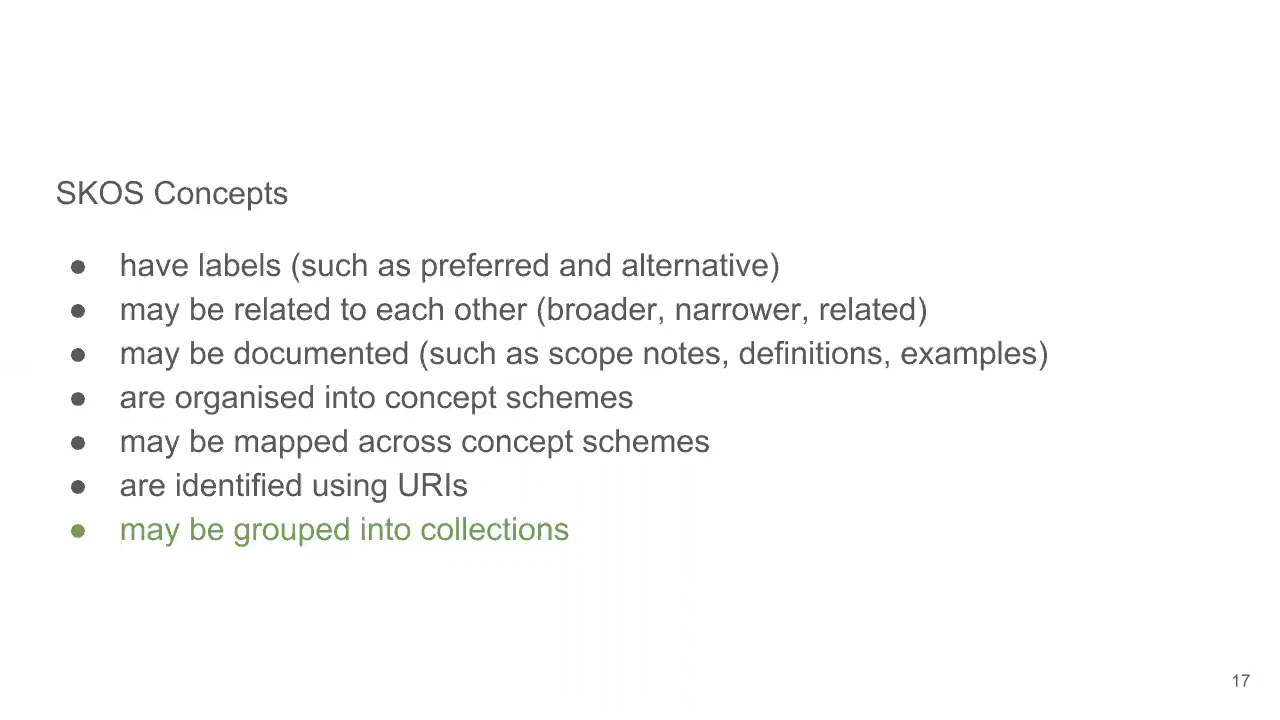 SKOS Concepts
● have labels (such as preferred and alternative)
● may be related to each other (broader, narrower, related)
● may be documented (such as scope notes, definitions, examples)
● are organised into concept schemes
● may be mapped across concept schemes
● are identified using URIs
● may be grouped into collections
17